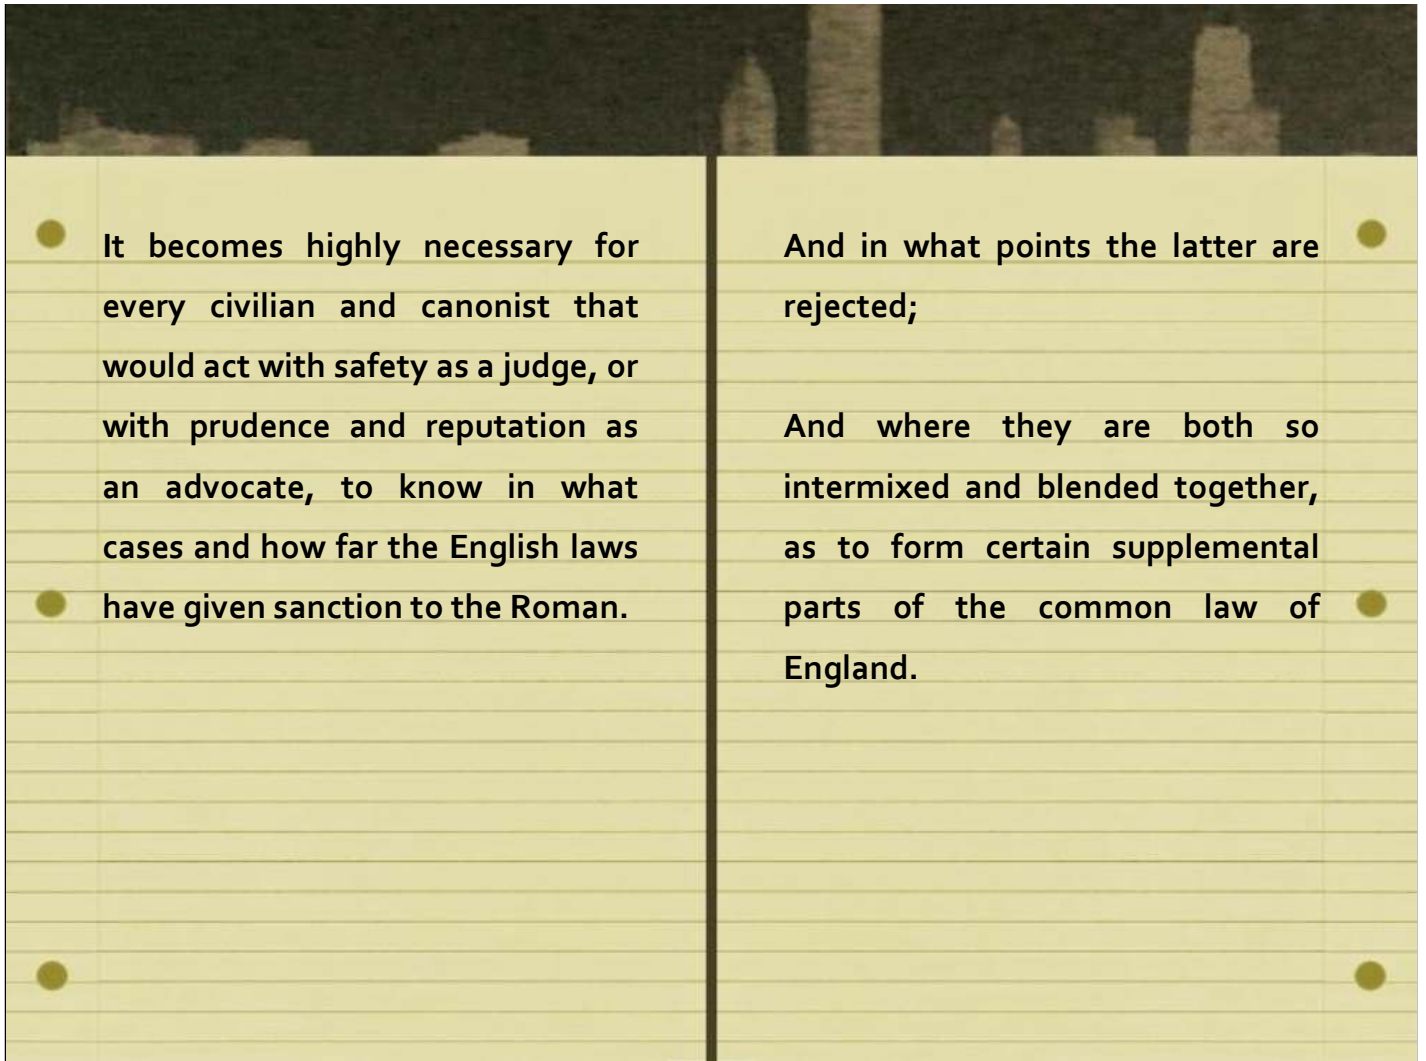 It becomes highly necessary for
every civilian and canonist that
would act with safety as a judge, or
with prudence and reputation as
an advocate, to know in what
cases and how far the English laws
have given sanction to the Roman.
And in what points the latter are
rejected;
And where they are both so
intermixed and blended together,
as to form certain supplemental
parts of the common law of
England.